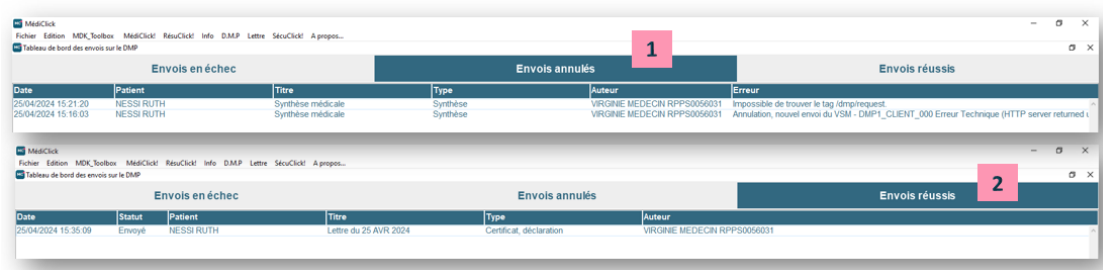 MédiClick
Fichier Edition MDK_Toolbox MédiClick! RésuClick! Info D.M.P Lettre SécuClick! A propos...
Tableau de bord des envois sur le DMP
1
Envois en échec Envois annulés Envois réussis
Date Patient Titre Type Auteur Erreur
25/04/2024 15:21:20 NESSI RUTH Synthèse médicale Synthèse VIRGINIE MEDECIN RPPS0056031 Impossible de trouver le tag /dmp/request.
25/04/2024 15:16:03 NESSI RUTH Synthèse médicale Synthèse VIRGINIE MEDECIN RPPS0056031 Annulation, nouvel envoi du VSM - DMP1_CLIENT_000 Erreur Technique (HTTP server returned
MédiClick
Fichier Edition MDK_Toolbox MédiClick! RésuClick! Info D.M.P Lettre SécuClick! A propos...
Tableau de bord des envois sur le DMP
2
Envois en échec Envois annulés Envois réussis
Date Statut Patient Titre Type Auteur
25/04/2024 15:35:09 Envoyé NESSI RUTH Lettre du 25 AVR 2024 Certificat, déclaration VIRGINIE MEDECIN RPPS0056031